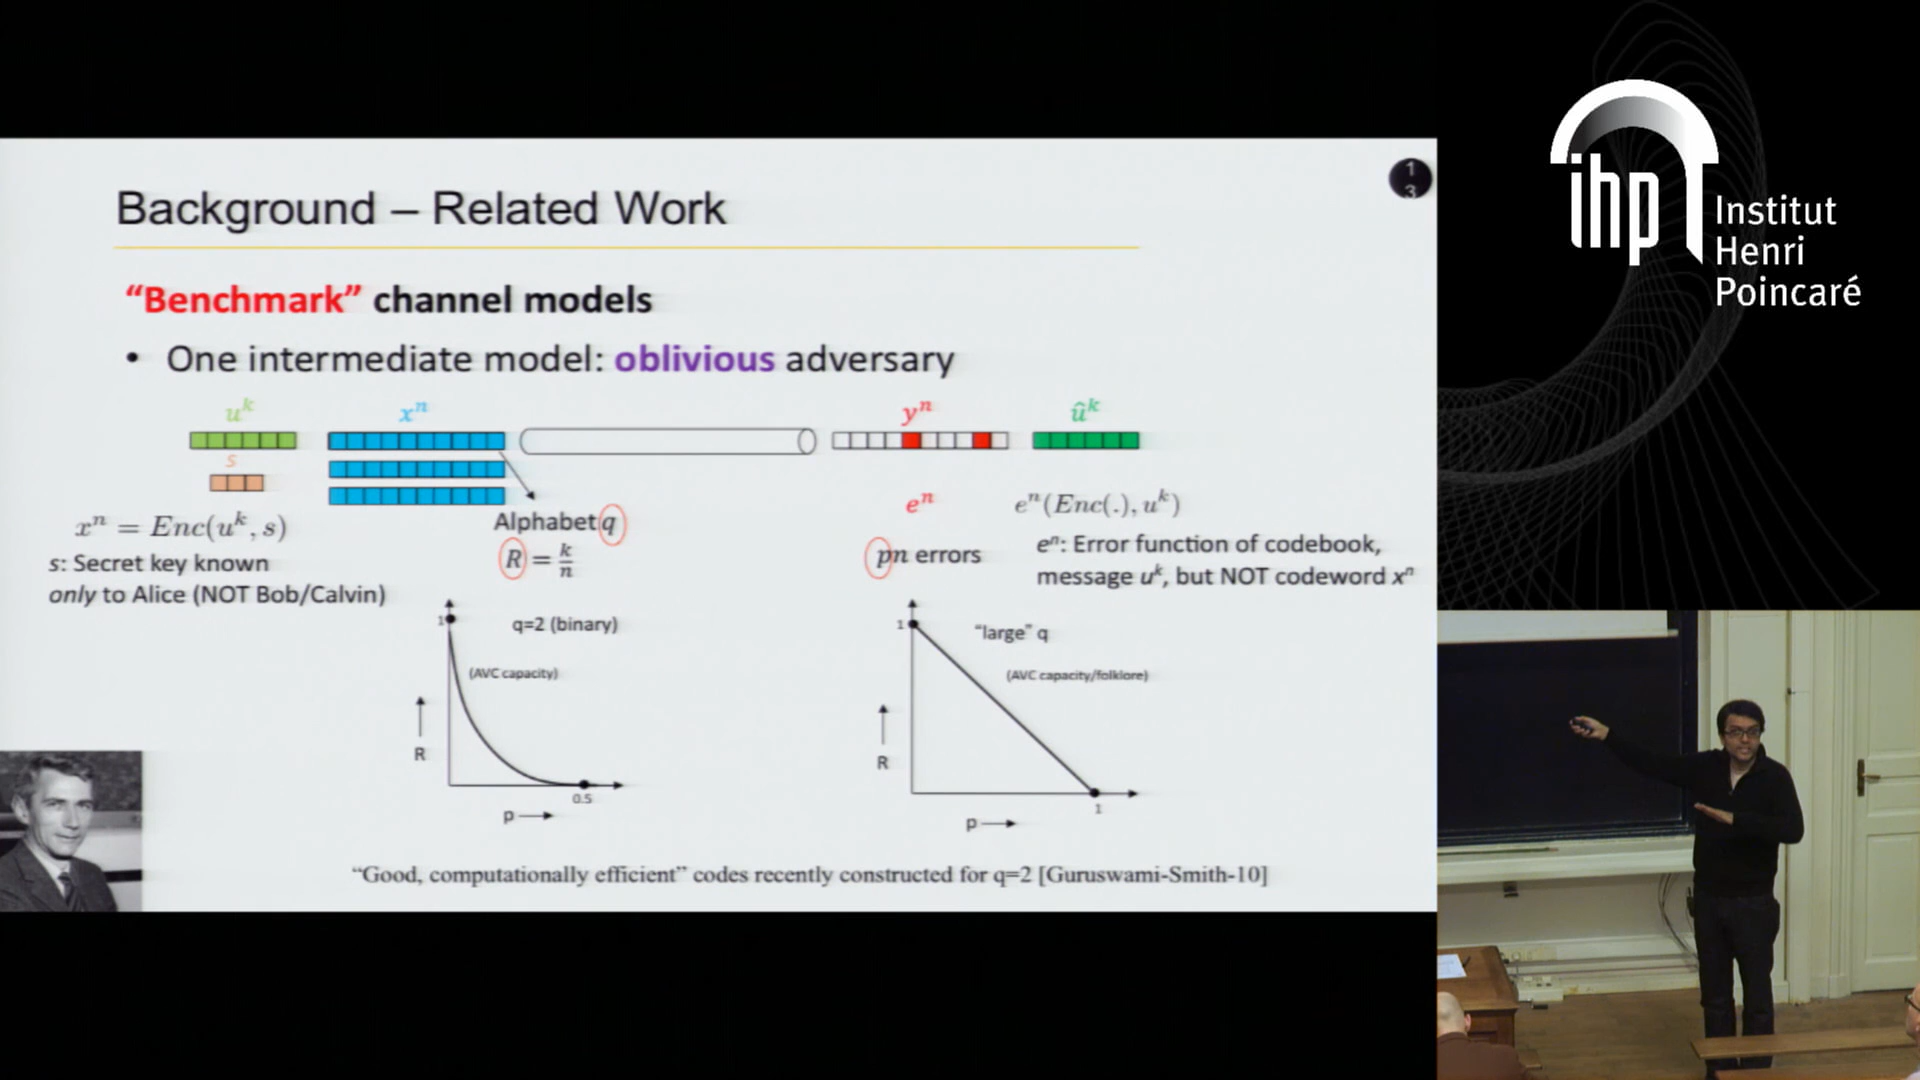 Background – Related Work
13
“Benchmark” channel models
• One intermediate model: oblivious adversary
u^k
x^n
y^n
û^k
s
x^n = Enc(u^k, s)
s: Secret key known
only to Alice (NOT Bob/Calvin)
Alphabet q
R = k/n
e^n
pn errors
e^n(Enc(.), u^k)
e^n: Error function of codebook,
message u^k, but NOT codeword x^n
1
q=2 (binary)
(AVC capacity)
R
0.5
p
1
“large” q
(AVC capacity/folklore)
R
1
p
“Good, computationally efficient” codes recently constructed for q=2 [Guruswami-Smith-10]
ihp
Institut
Henri
Poincaré